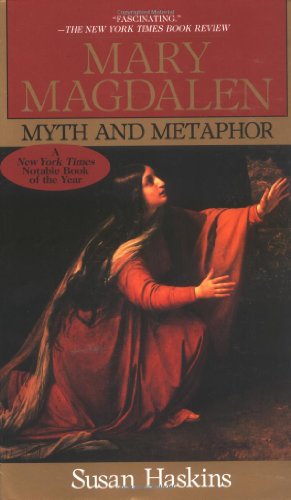 "FASCINATING."
—THE NEW YORK TIMES BOOK REVIEW
MARY
MAGDALEN
MYTH AND METAPHOR
A
New York Times
Notable Book
of the Year
Susan Haskins